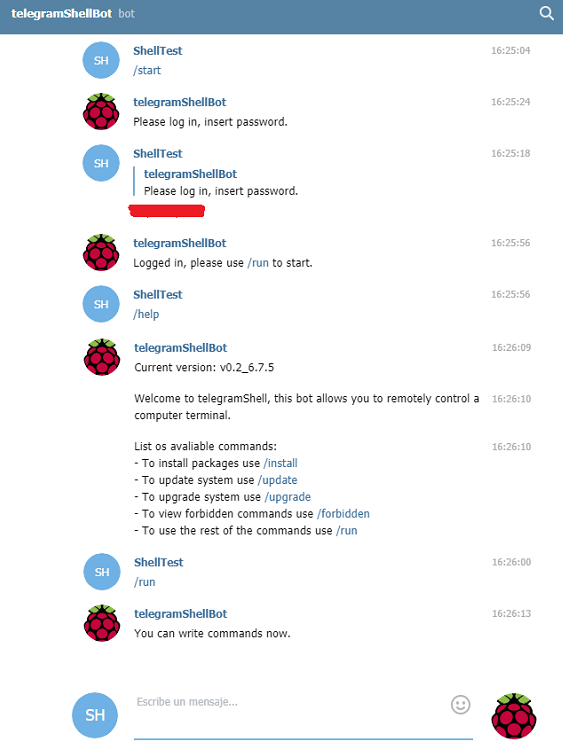 telegramShellBot bot
SH
ShellTest 16:25:04
/start
telegramShellBot 16:25:24
Please log in, insert password.
SH
ShellTest 16:25:18
telegramShellBot
Please log in, insert password.
telegramShellBot 16:25:56
Logged in, please use /run to start.
SH
ShellTest 16:25:56
/help
telegramShellBot 16:26:09
Current version: v0.2_6.7.5
Welcome to telegramShell, this bot allows you to remotely control a 16:26:10
computer terminal.
List os avaliable commands: 16:26:10
- To install packages use /install
- To update system use /update
- To upgrade system use /upgrade
- To view forbidden commands use /forbidden
- To use the rest of the commands use /run
SH
ShellTest 16:26:00
/run
telegramShellBot 16:26:13
You can write commands now.
SH
Escribe un mensaje...